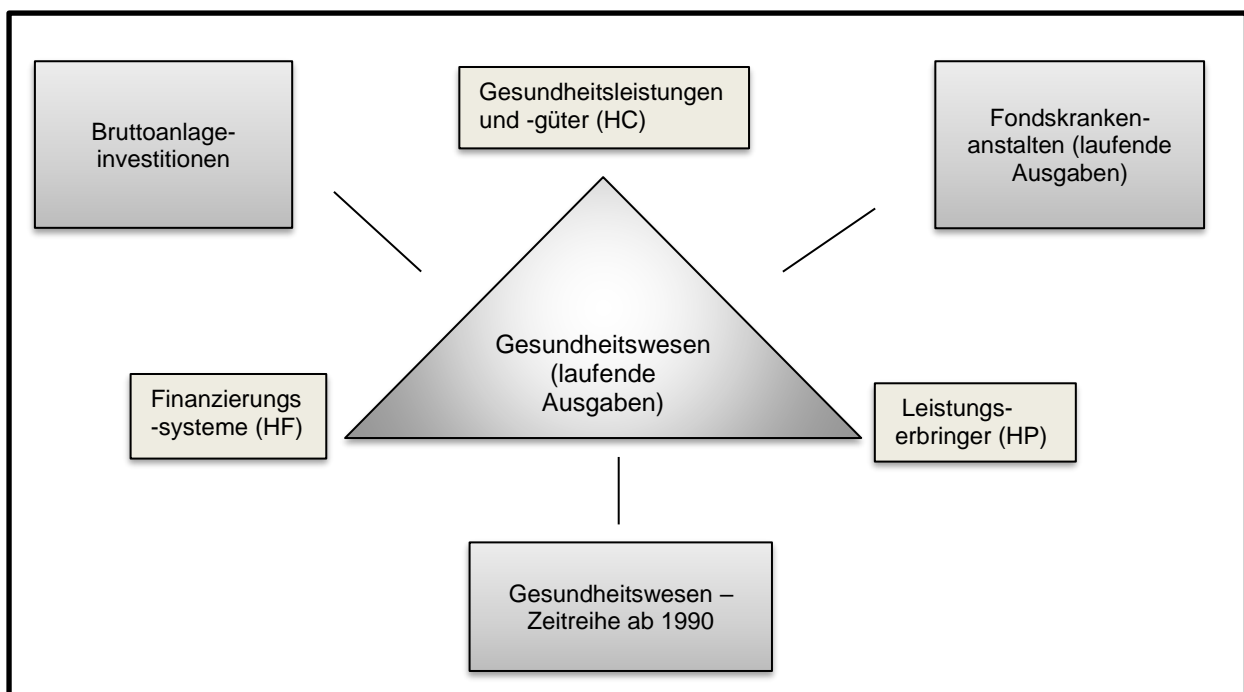 Bruttoanlage-
investitionen
Gesundheitsleistungen
und -güter (HC)
Fondskranken-
anstalten (laufende
Ausgaben)
Gesundheitswesen
(laufende
Ausgaben)
Finanzierungs
-systeme (HF)
Leistungs-
erbringer (HP)
Gesundheitswesen –
Zeitreihe ab 1990